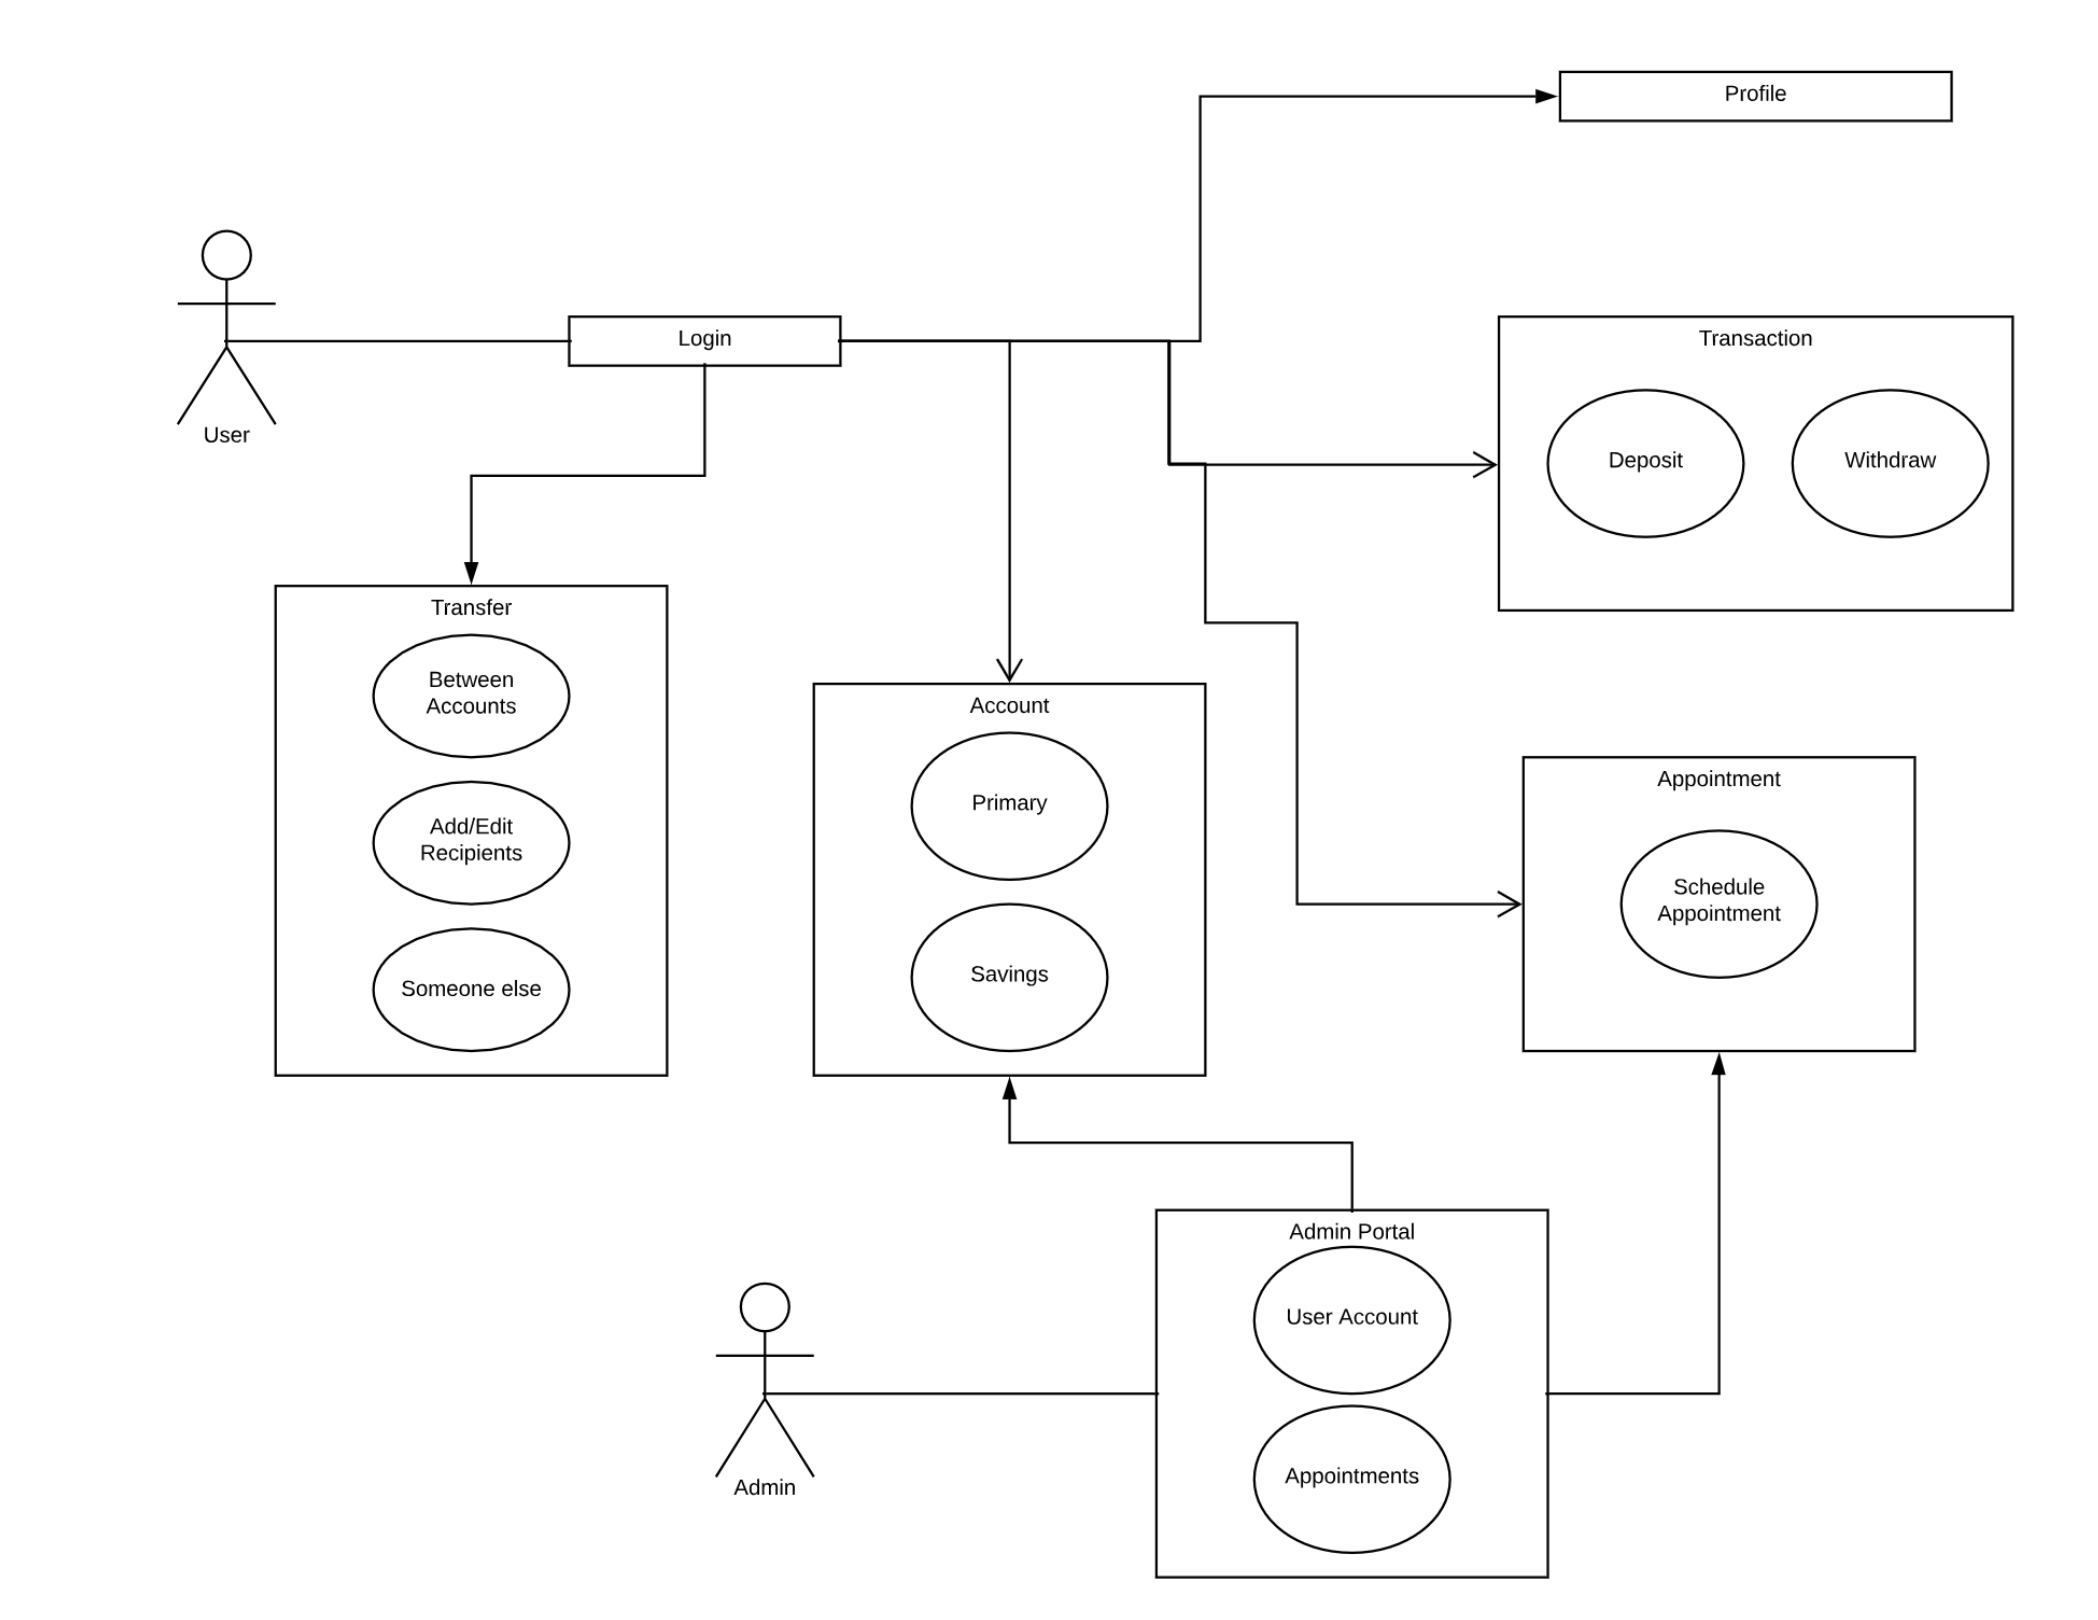 Profile
Login
Transaction
User
Deposit
Withdraw
Transfer
Between
Accounts
Add/Edit
Recipients
Someone else
Account
Primary
Savings
Appointment
Schedule
Appointment
Admin Portal
User Account
Appointments
Admin